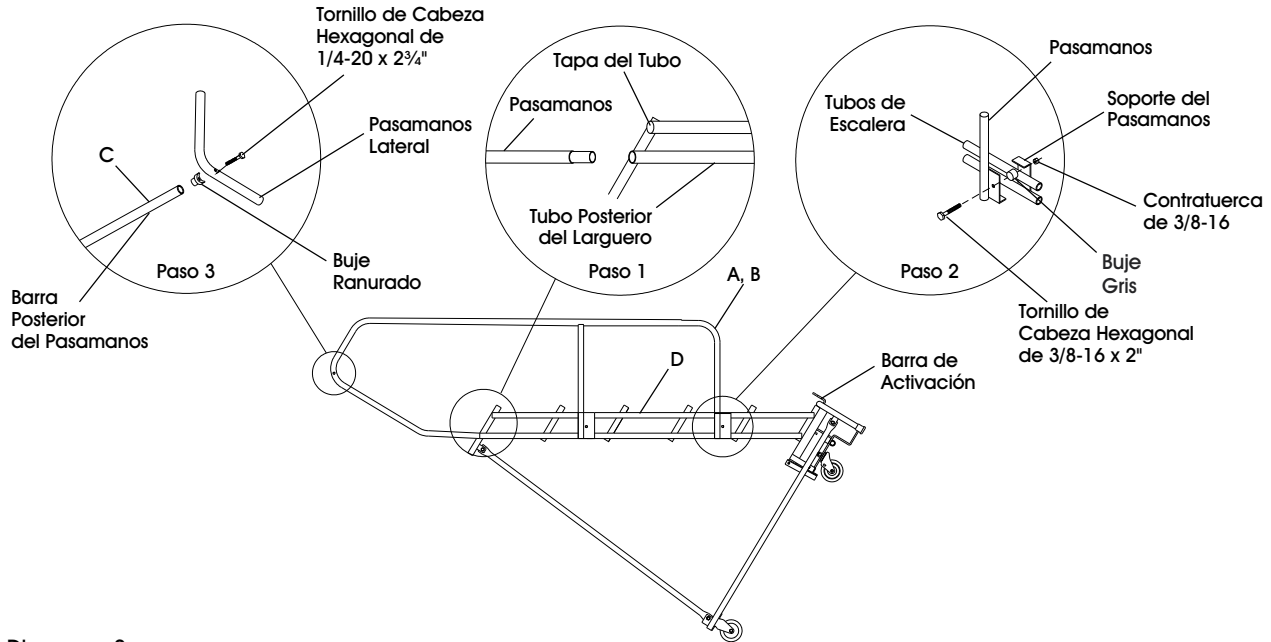 Tornillo de Cabeza
Hexagonal de
1/4-20 x 2¾"
Pasamanos
Lateral
C
Buje
Ranurado
Paso 3
Barra
Posterior
del Pasamanos
Tapa del Tubo
Pasamanos
Tubo Posterior
del Larguero
Paso 1
Pasamanos
Tubos de
Escalera
Soporte del
Pasamanos
Contratuerca
de 3/8-16
Buje
Gris
Paso 2
Tornillo de
Cabeza Hexagonal
de 3/8-16 x 2"
A, B
D
Barra de
Activación